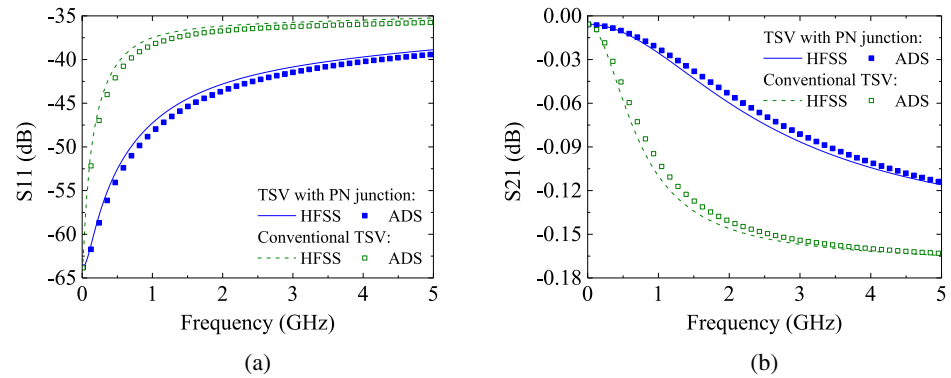 -35
-40
-45
-50
-55
-60
-65
S11 (dB)
TSV with PN junction:
HFSS ADS
Conventional TSV:
HFSS ADS
0 1 2 3 4 5
Frequency (GHz)
(a)
0.00
-0.03
-0.06
-0.09
-0.12
-0.15
-0.18
S21 (dB)
TSV with PN junction:
HFSS ADS
Conventional TSV:
HFSS ADS
0 1 2 3 4 5
Frequency (GHz)
(b)